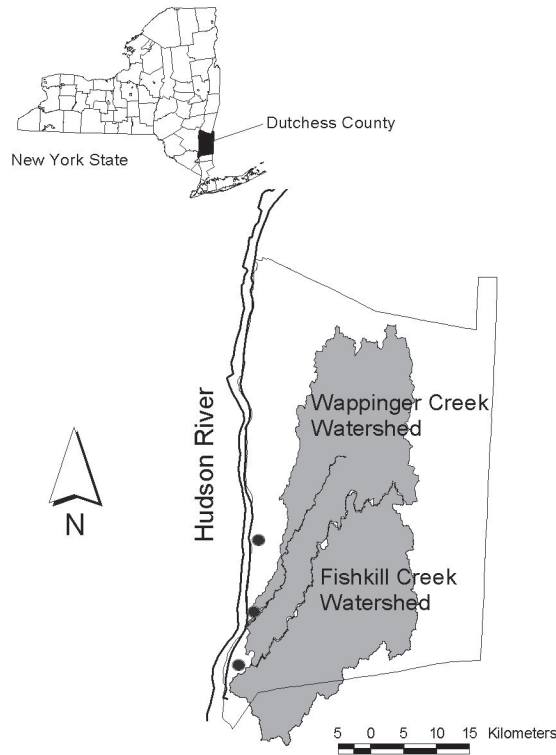 Dutchess County
New York State
Wappinger Creek
Watershed
Hudson River
N
Fishkill Creek
Watershed
5 0 5 10 15 Kilometers